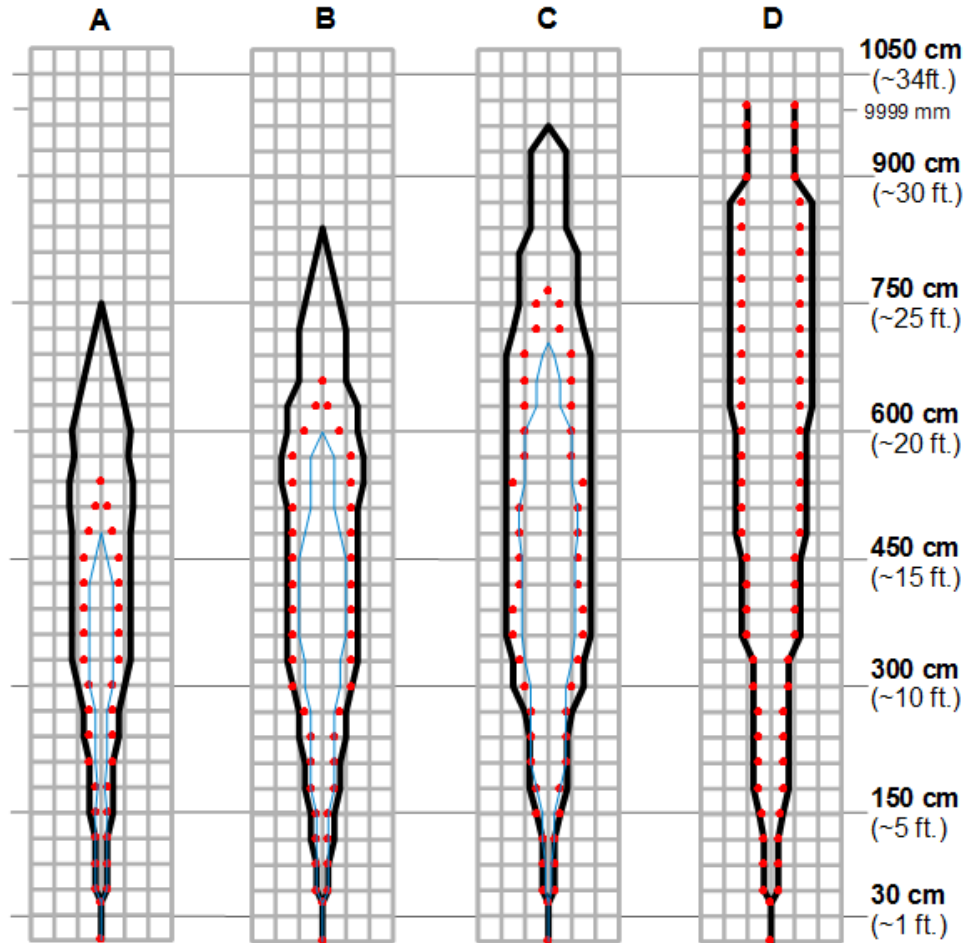 A B C D
1050 cm
(~34ft.)
9999 mm
900 cm
(~30 ft.)
750 cm
(~25 ft.)
600 cm
(~20 ft.)
450 cm
(~15 ft.)
300 cm
(~10 ft.)
150 cm
(~5 ft.)
30 cm
(~1 ft.)